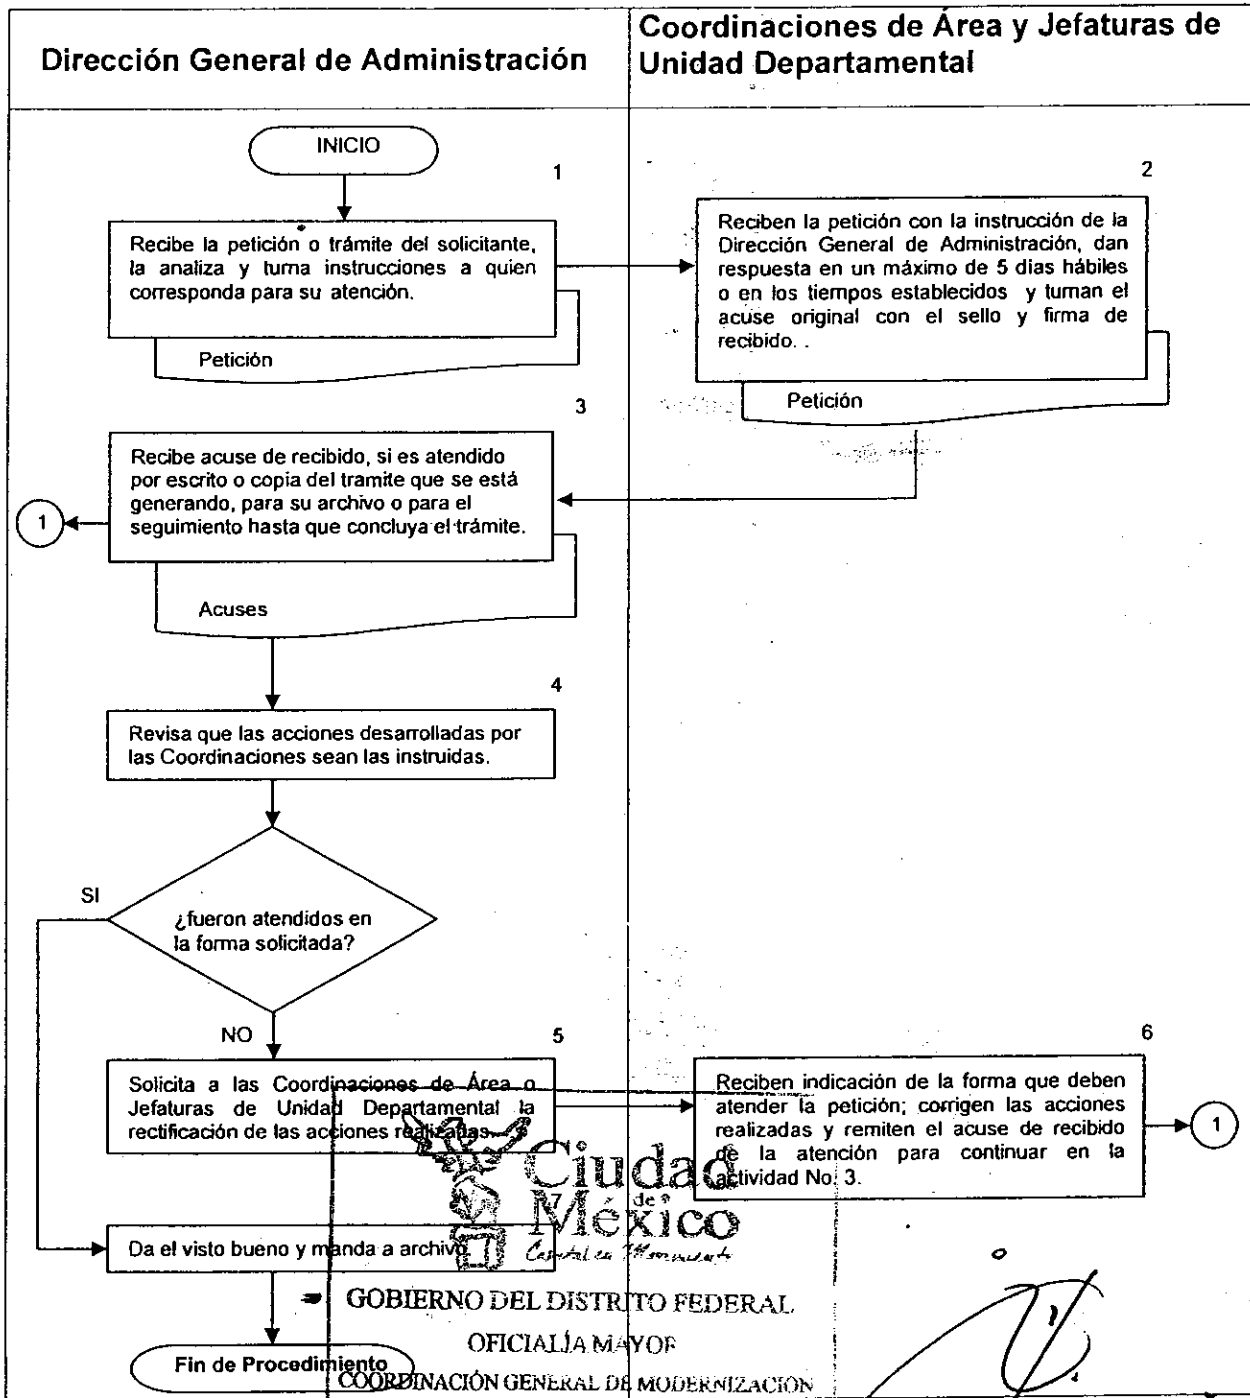 Dirección General de Administración
Coordinaciones de Área y Jefaturas de
Unidad Departamental
INICIO
1
Recibe la petición o trámite del solicitante,
la analiza y turna instrucciones a quien
corresponda para su atención.
Petición
2
Reciben la petición con la instrucción de la
Dirección General de Administración, dan
respuesta en un máximo de 5 dias hábiles
o en los tiempos establecidos y turnan el
acuse original con el sello y firma de
recibido. .
Petición
3
Recibe acuse de recibido, si es atendido
por escrito o copia del tramite que se está
generando, para su archivo o para el
seguimiento hasta que concluya el trámite.
1
Acuses
4
Revisa que las acciones desarrolladas por
las Coordinaciones sean las instruidas.
SI
¿fueron atendidos en
la forma solicitada?
NO
5
Solicita a las Coordinaciones de Área o
Jefaturas de Unidad Departamental la
rectificación de las acciones realizadas.
6
Reciben indicación de la forma que deben
atender la petición; corrigen las acciones
realizadas y remiten el acuse de recibido
de la atención para continuar en la
actividad No. 3.
1
7
Da el visto bueno y manda a archivo.
Fin de Procedimiento
Ciudad
de
México
Capital en Movimiento
GOBIERNO DEL DISTRITO FEDERAL
OFICIALÍA MAYOR
COORDINACIÓN GENERAL DE MODERNIZACIÓN